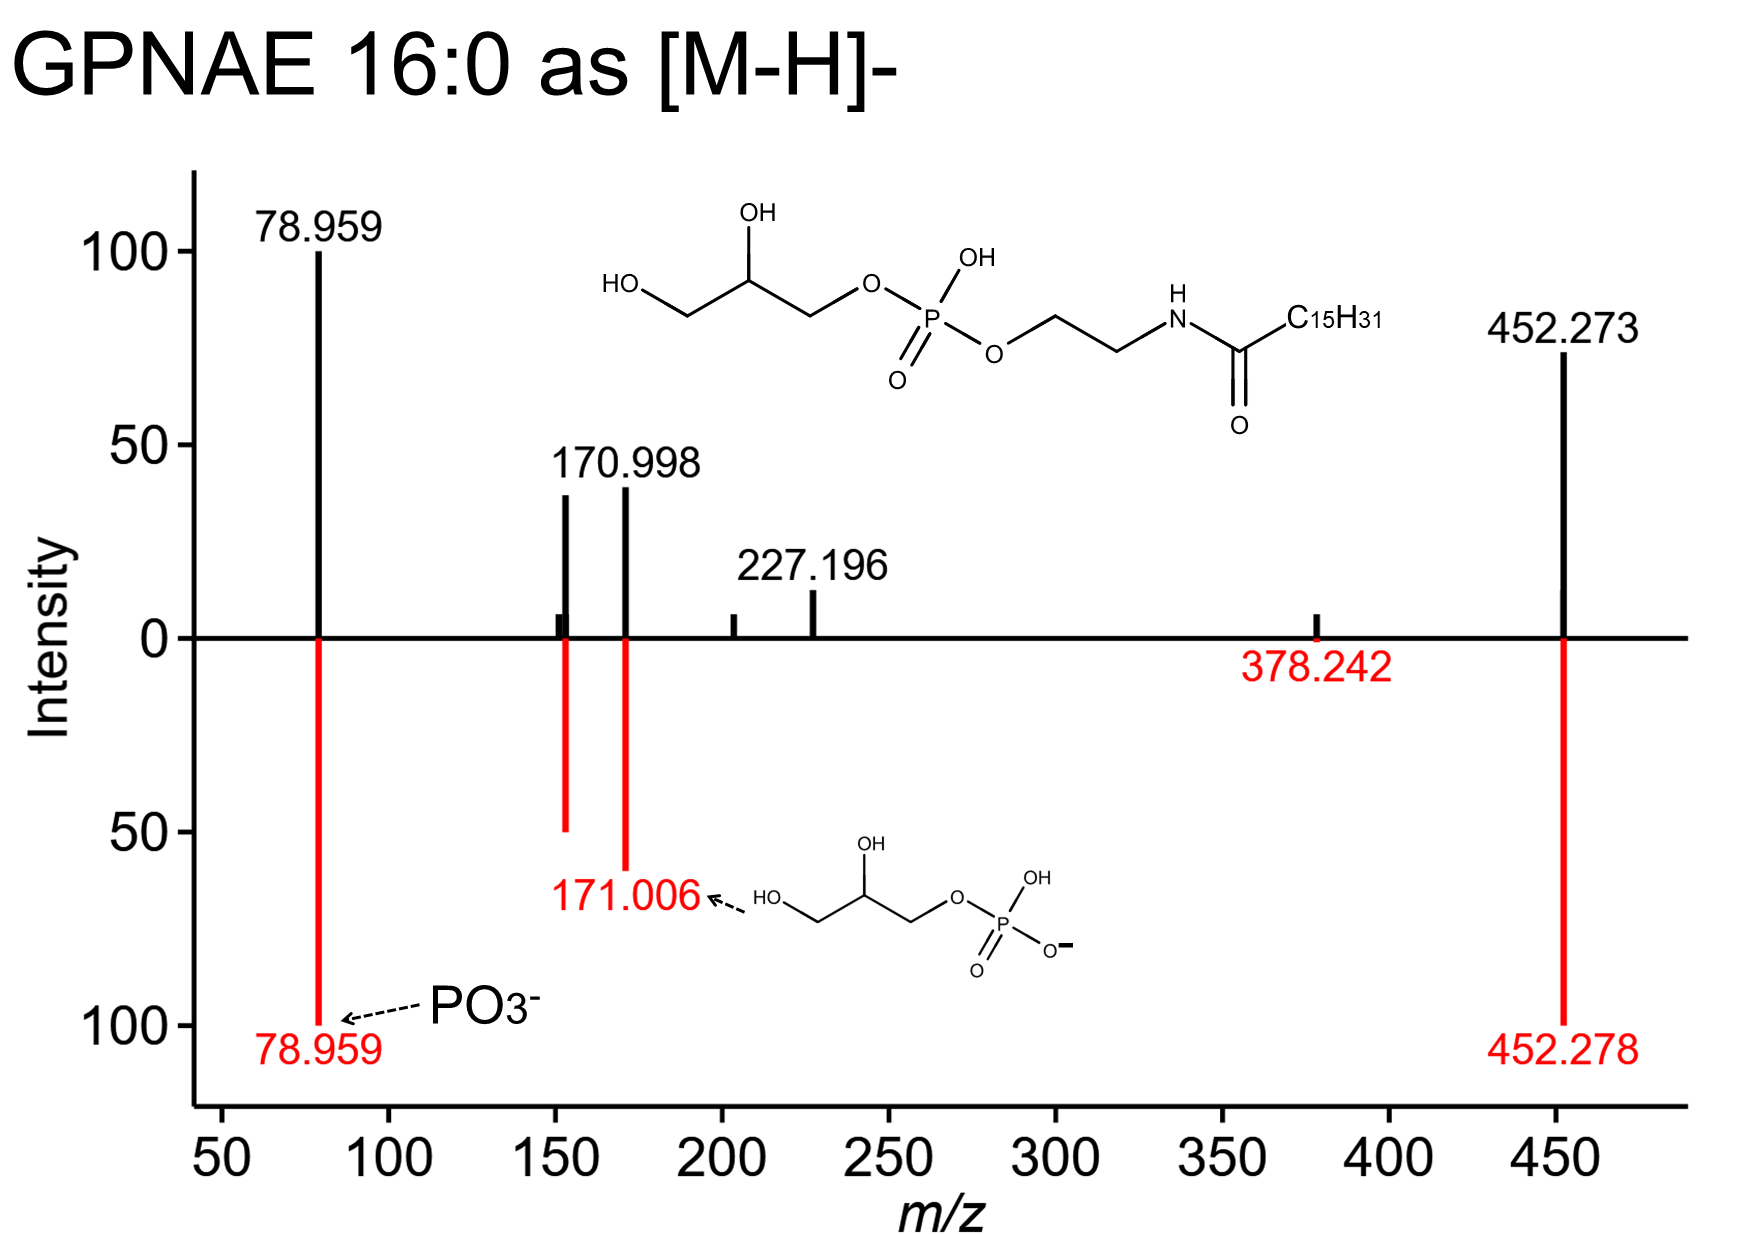 GPNAE 16:0 as [M-H]-
78.959
170.998
227.196
452.273
OH
HO
O
OH
P
O
O
H
N
C15H31
O
100
50
0
50
100
Intensity
378.242
171.006
78.959
452.278
PO3-
OH
HO
O
OH
P
O
O-
50 100 150 200 250 300 350 400 450
m/z